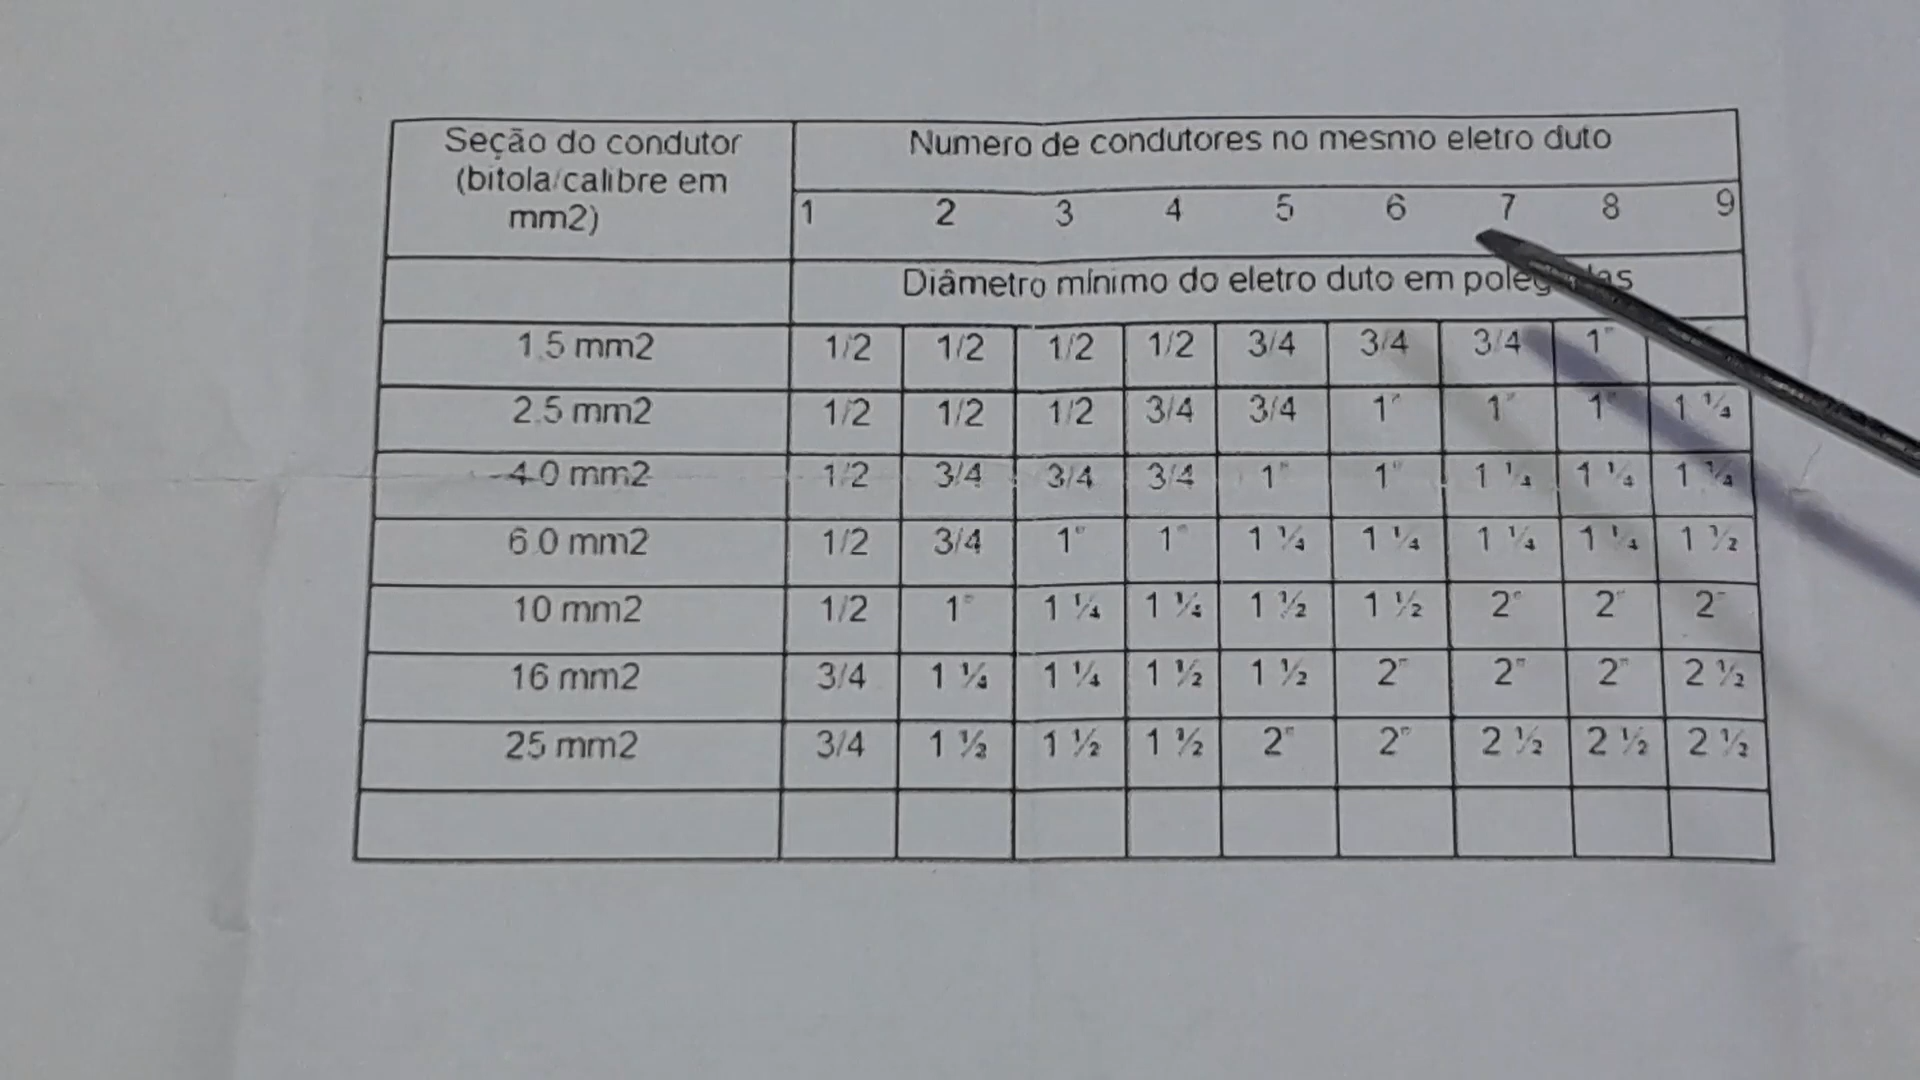 Seção do condutor
(bitola/calibre em
mm2)
Numero de condutores no mesmo eletro duto
1 2 3 4 5 6 7 8 9
Diâmetro mínimo do eletro duto em
1.5 mm2 1/2 1/2 1/2 1/2 3/4 3/4 3/4 1"
2.5 mm2 1/2 1/2 1/2 3/4 3/4 1" 1" 1" 1 ¼
4.0 mm2 1/2 3/4 3/4 3/4 1" 1" 1 ¼ 1 ¼ 1 ¼
6.0 mm2 1/2 3/4 1" 1" 1 ¼ 1 ¼ 1 ¼ 1 ¼ 1 ½
10 mm2 1/2 1" 1 ¼ 1 ¼ 1 ½ 1 ½ 2" 2" 2"
16 mm2 3/4 1 ¼ 1 ¼ 1 ½ 1 ½ 2" 2" 2" 2 ½
25 mm2 3/4 1 ½ 1 ½ 1 ½ 2" 2" 2 ½ 2 ½ 2 ½